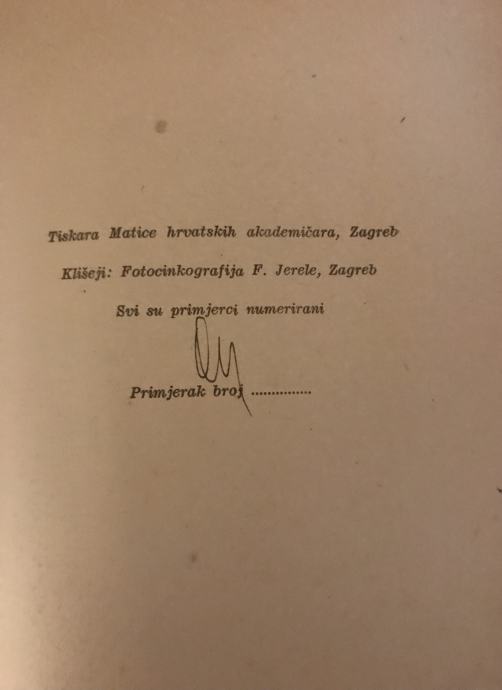 Tiskara Matice hrvatskih akademičara, Zagreb
Klišeji: Fotocinkografija F. Jerele, Zagreb
Svi su primjerci numerirani
Primjerak broj ...............